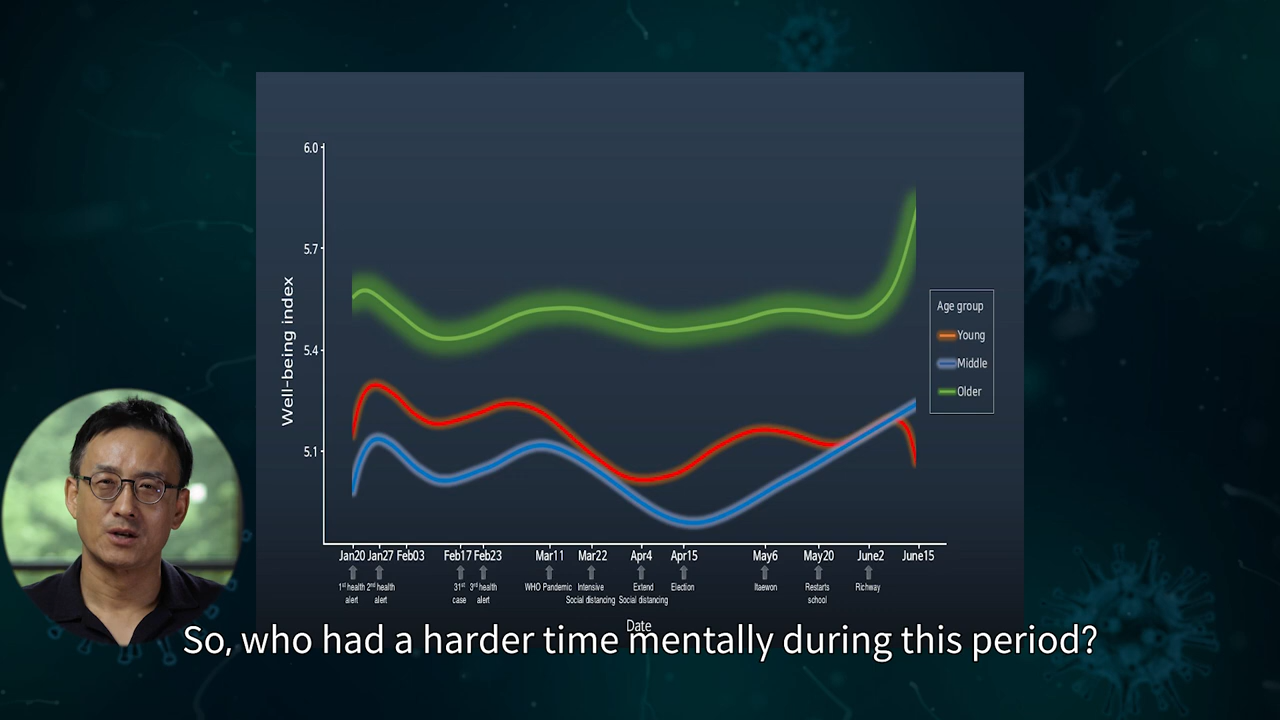 6.0
5.7
5.4
5.1
Well-being index
Age group
Young
Middle
Older
Jan20 Jan27 Feb03 Feb17 Feb23 Mar11 Mar22 Apr4 Apr15 May6 May20 June2 June15
1st health alert
2nd health alert
31st case
3rd health alert
WHO Pandemic
Intensive Social distancing
Extend Social distancing
Election
Itaewon
Restarts school
Richway
Date
So, who had a harder time mentally during this period?